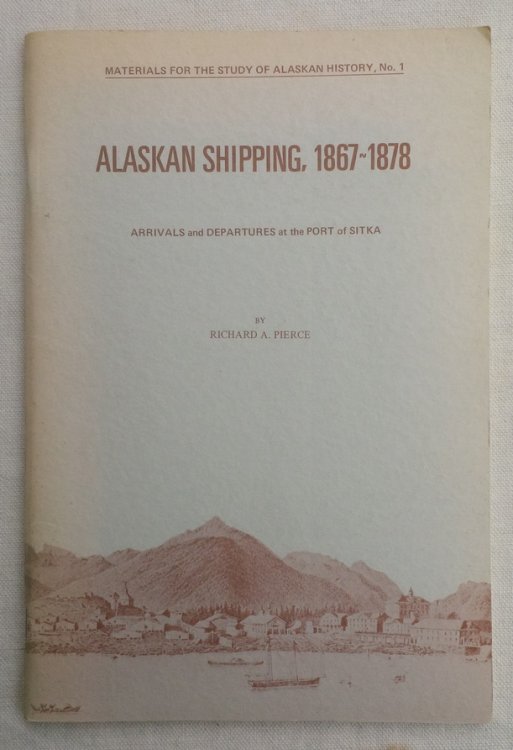 MATERIALS FOR THE STUDY OF ALASKAN HISTORY, No. 1
ALASKAN SHIPPING, 1867~1878
ARRIVALS and DEPARTURES at the PORT of SITKA
BY
RICHARD A. PIERCE